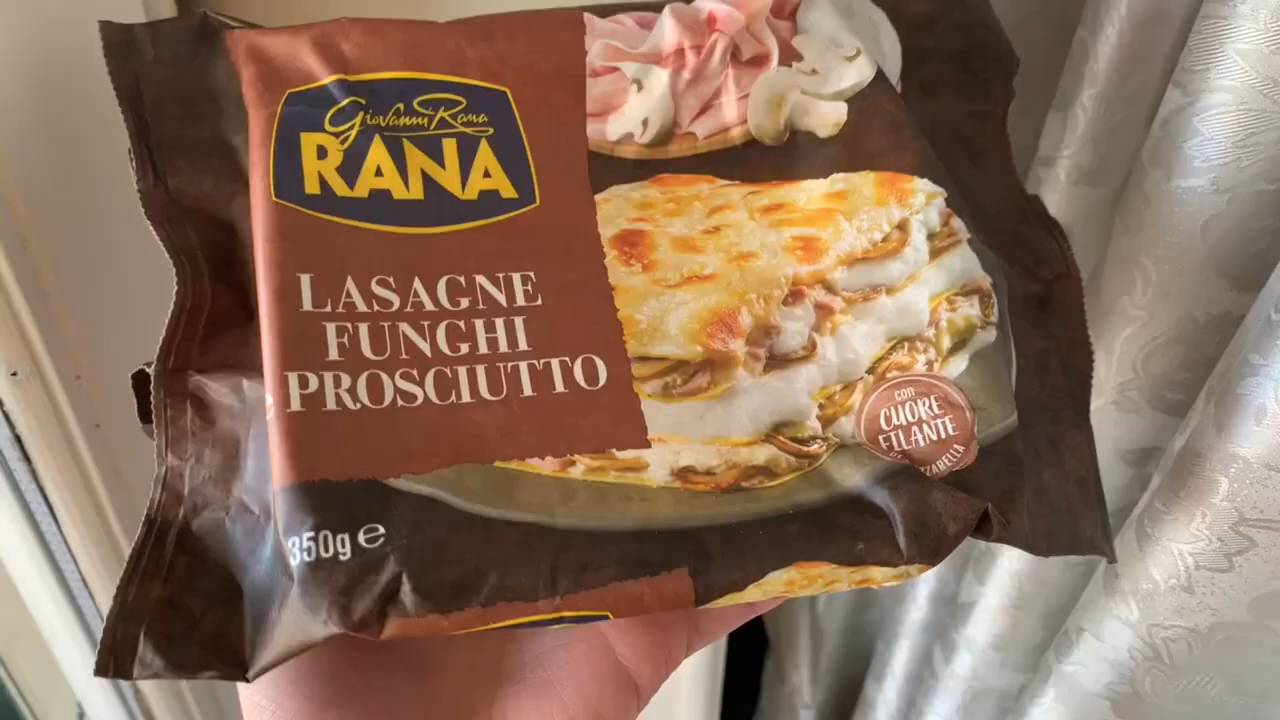 Giovanni Rana
RANA
LASAGNE
FUNGHI
PROSCIUTTO
con
CUORE
FILANTE
350g e